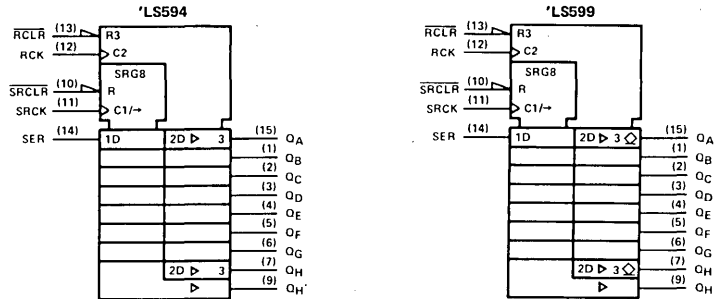 'LS594
RCLR (13) R3
RCK (12) C2
SRG8
SRCLR (10) R
SRCK (11) C1/→
SER (14) 1D 2D ▷ 3 (15) QA
(1) QB
(2) QC
(3) QD
(4) QE
(5) QF
(6) QG
2D ▷ 3 (7) QH
▷ (9) QH'
'LS599
RCLR (13) R3
RCK (12) C2
SRG8
SRCLR (10) R
SRCK (11) C1/→
SER (14) 1D 2D ▷ 3 (15) QA
(1) QB
(2) QC
(3) QD
(4) QE
(5) QF
(6) QG
2D ▷ 3 (7) QH
▷ (9) QH